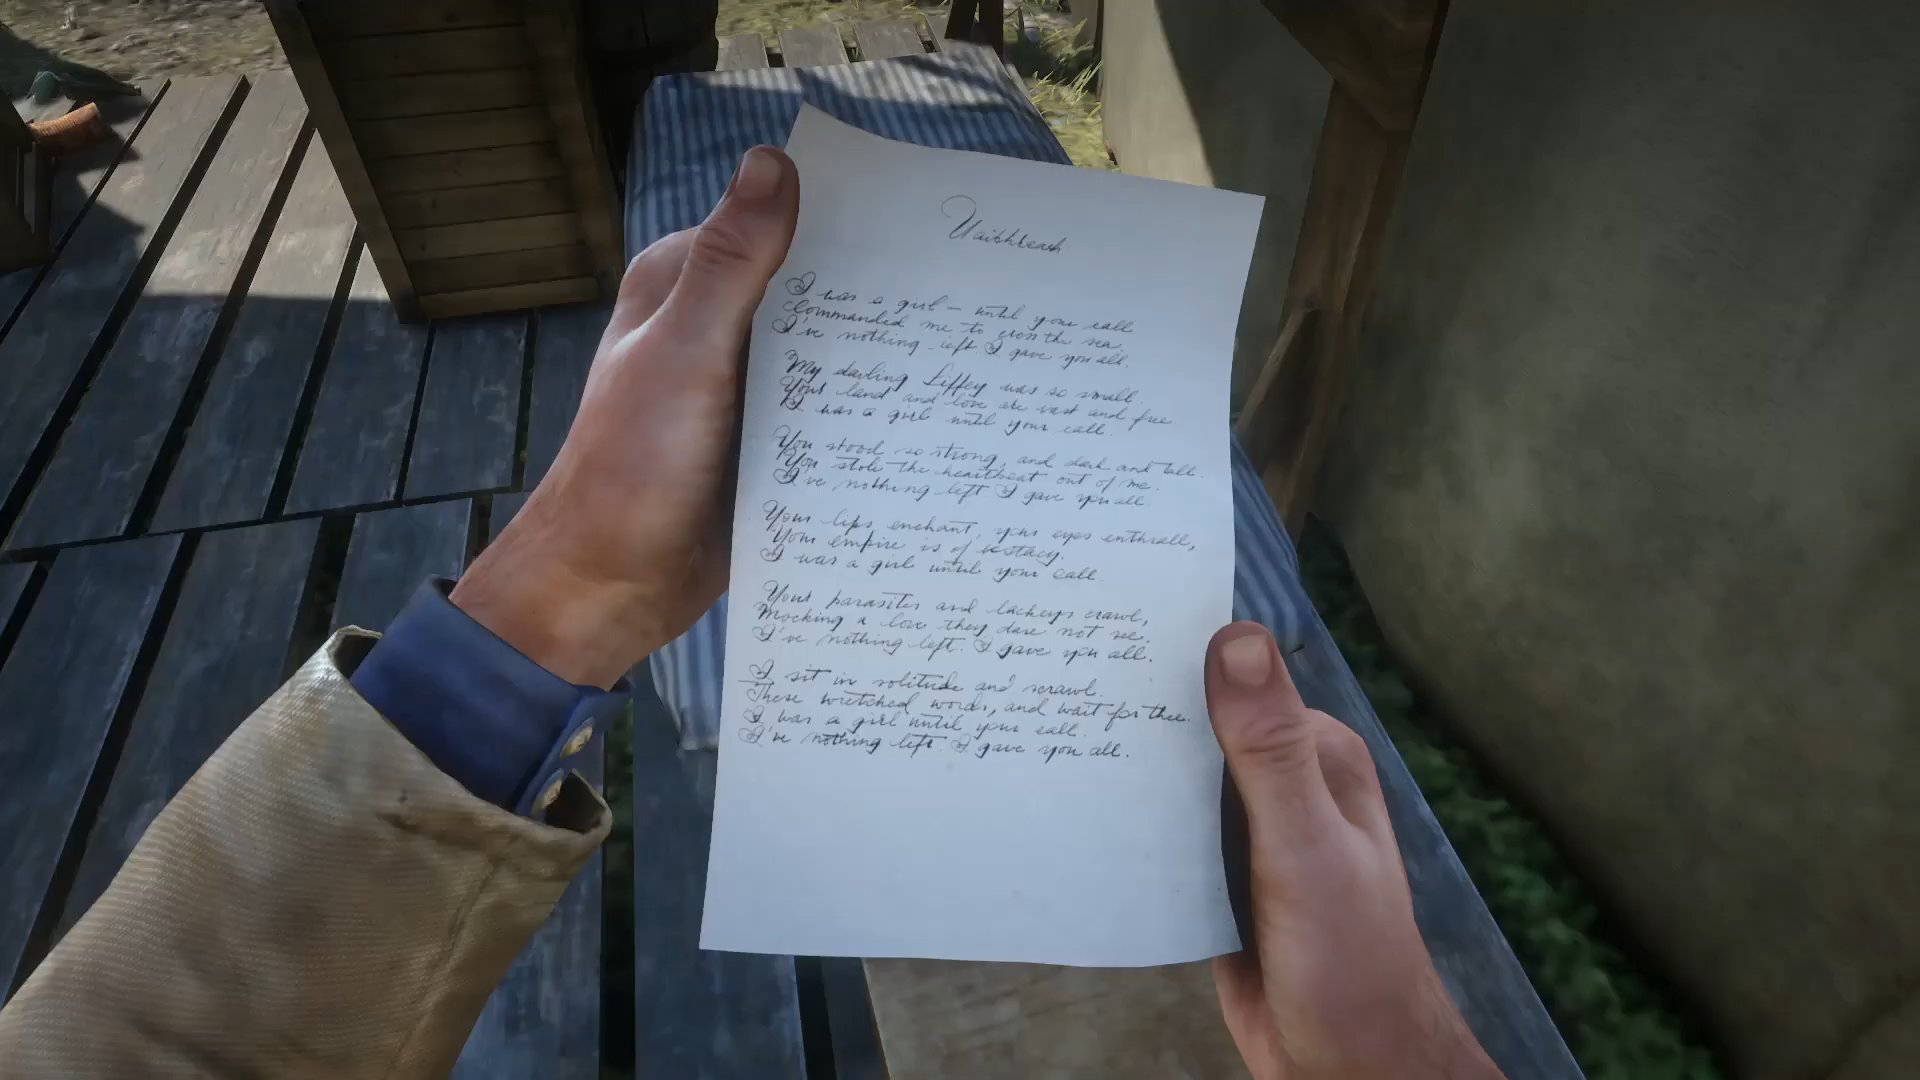 Uaibhreach
I was a girl – until your call
Commanded me to cross the sea.
I've nothing left I gave you all.
My darling Liffey was so small.
Your land and love are vast and free.
I was a girl until your call.
You stood so strong, and dark and tall.
You stole the heartbeat out of me.
I've nothing left I gave you all
Your lips enchant, your eyes enthrall,
Your empire is of ecstacy.
I was a girl until your call
Your parasites and lackeys crawl,
Mocking a love they dare not see.
I've nothing left. I gave you all.
I sit in solitude and scrawl.
These wretched words, and wait for thee.
I was a girl until your call.
I've nothing left. I gave you all.